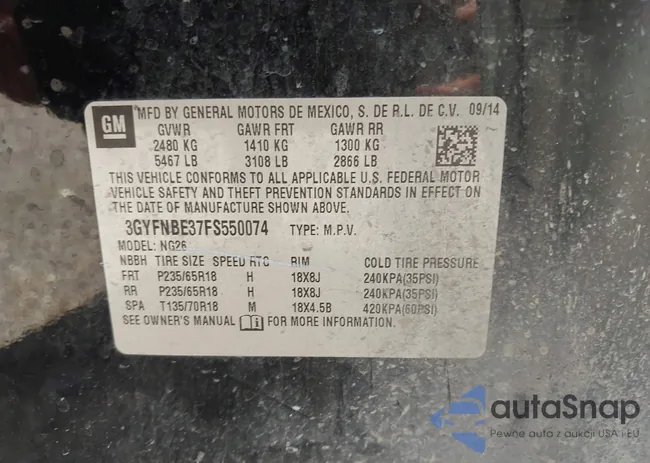 GM
*MFD BY GENERAL MOTORS DE MEXICO, S. DE R.L. DE C.V. 09/14
GVWR GAWR FRT GAWR RR
2480 KG 1410 KG 1300 KG
5467 LB 3108 LB 2866 LB
THIS VEHICLE CONFORMS TO ALL APPLICABLE U.S. FEDERAL MOTOR
VEHICLE SAFETY AND THEFT PREVENTION STANDARDS IN EFFECT ON
THE DATE OF MANUFACTURE SHOWN ABOVE.
3GYFNBE37FS550074 TYPE: M.P.V.
MODEL: NG26
NBBH TIRE SIZE SPEED RTG RIM COLD TIRE PRESSURE
FRT P235/65R18 H 18X8J 240KPA(35PSI)
RR P235/65R18 H 18X8J 240KPA(35PSI)
SPA T135/70R18 M 18X4.5B 420KPA(60PSI)
SEE OWNER'S MANUAL FOR MORE INFORMATION.
autaSnap
Pewne auta z aukcji USA i EU